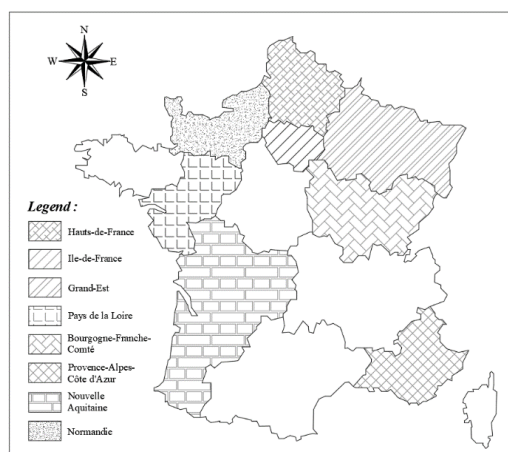 N
W E
S
Legend :
Hauts-de-France
Ile-de-France
Grand-Est
Pays de la Loire
Bourgogne-Franche-
Comté
Provence-Alpes-
Côte d'Azur
Nouvelle
Aquitaine
Normandie